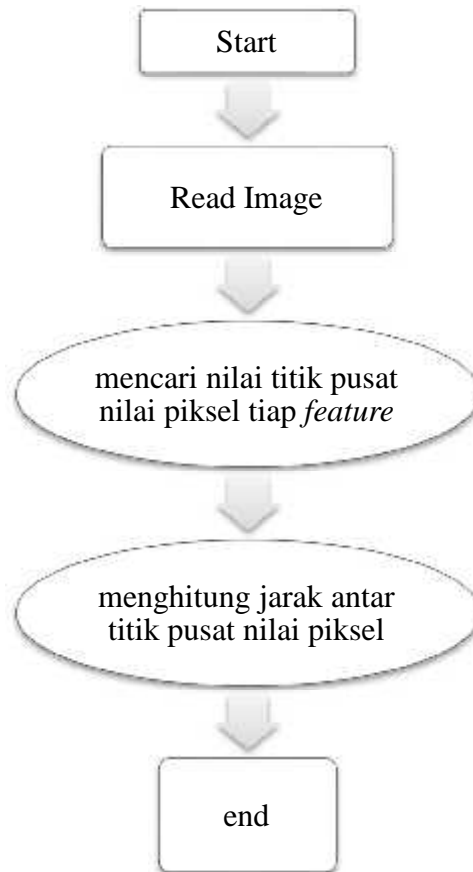 Start
Read Image
mencari nilai titik pusat
nilai piksel tiap feature
menghitung jarak antar
titik pusat nilai piksel
end